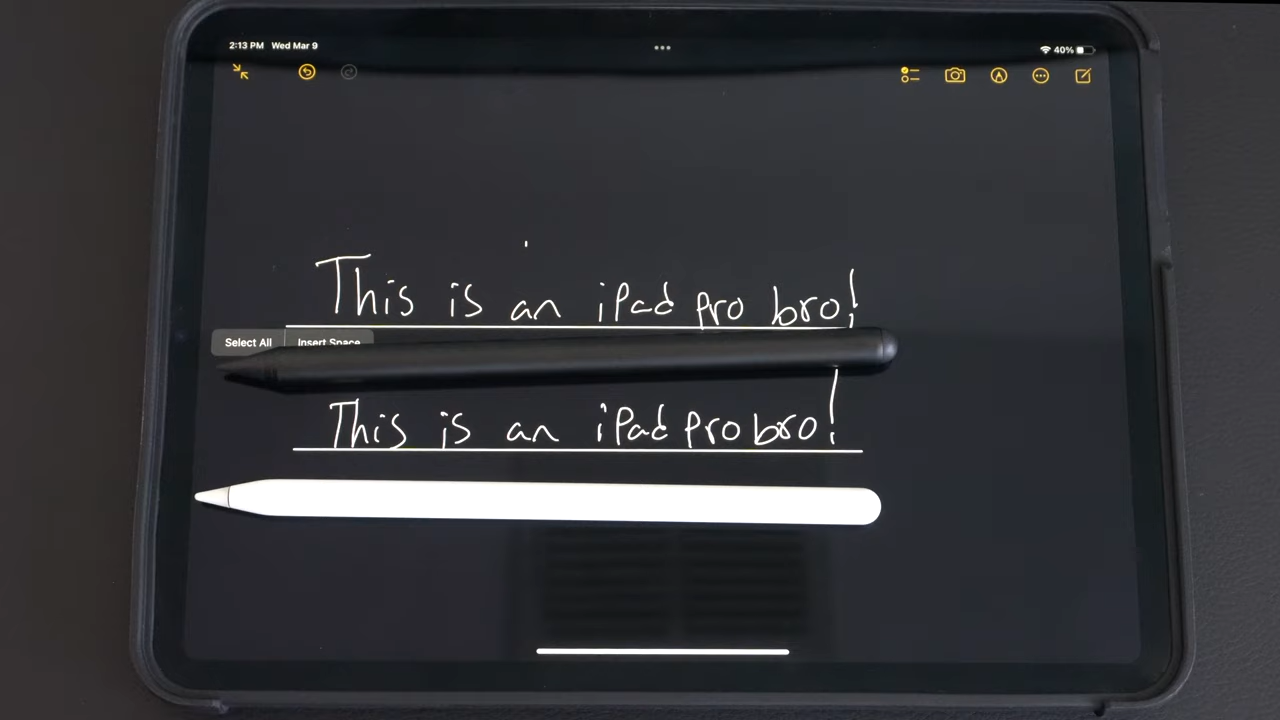 2:13 PM Wed Mar 9
40%
This is an iPad pro bro!
Select All Insert Space
This is an iPad pro bro!